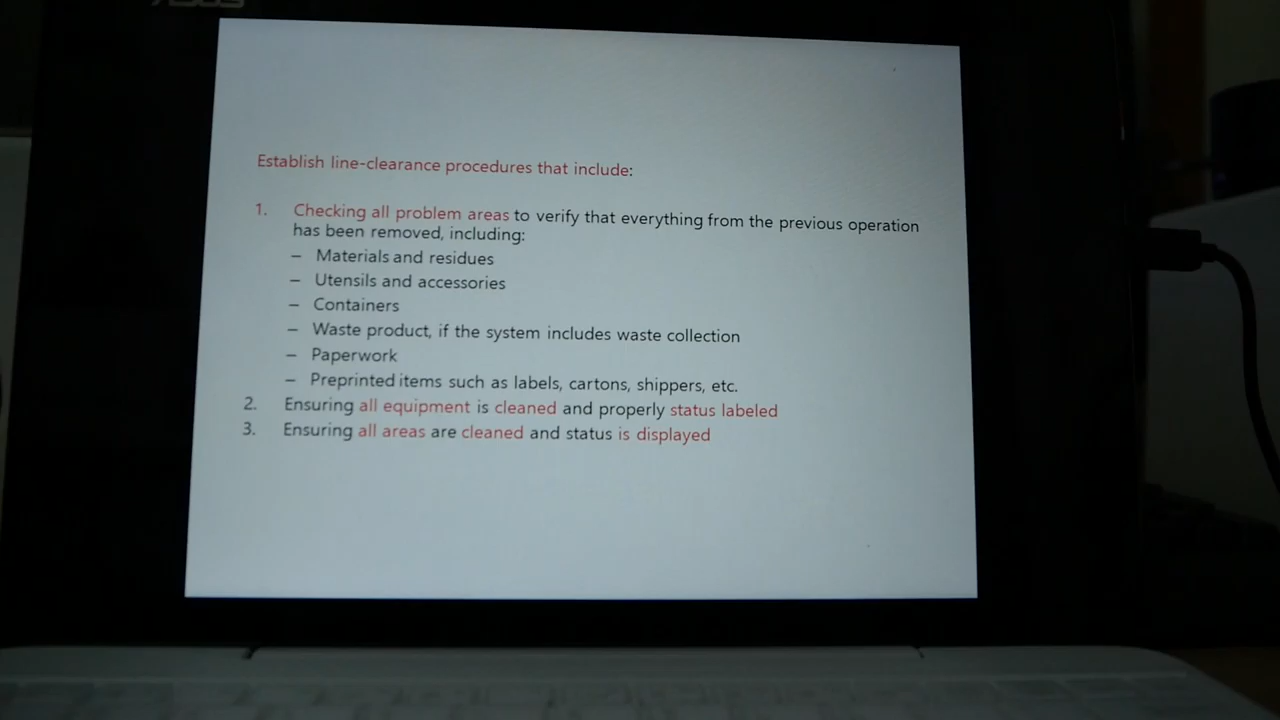 Establish line-clearance procedures that include:
1. Checking all problem areas to verify that everything from the previous operation
has been removed, including:
– Materials and residues
– Utensils and accessories
– Containers
– Waste product, if the system includes waste collection
– Paperwork
– Preprinted items such as labels, cartons, shippers, etc.
2. Ensuring all equipment is cleaned and properly status labeled
3. Ensuring all areas are cleaned and status is displayed